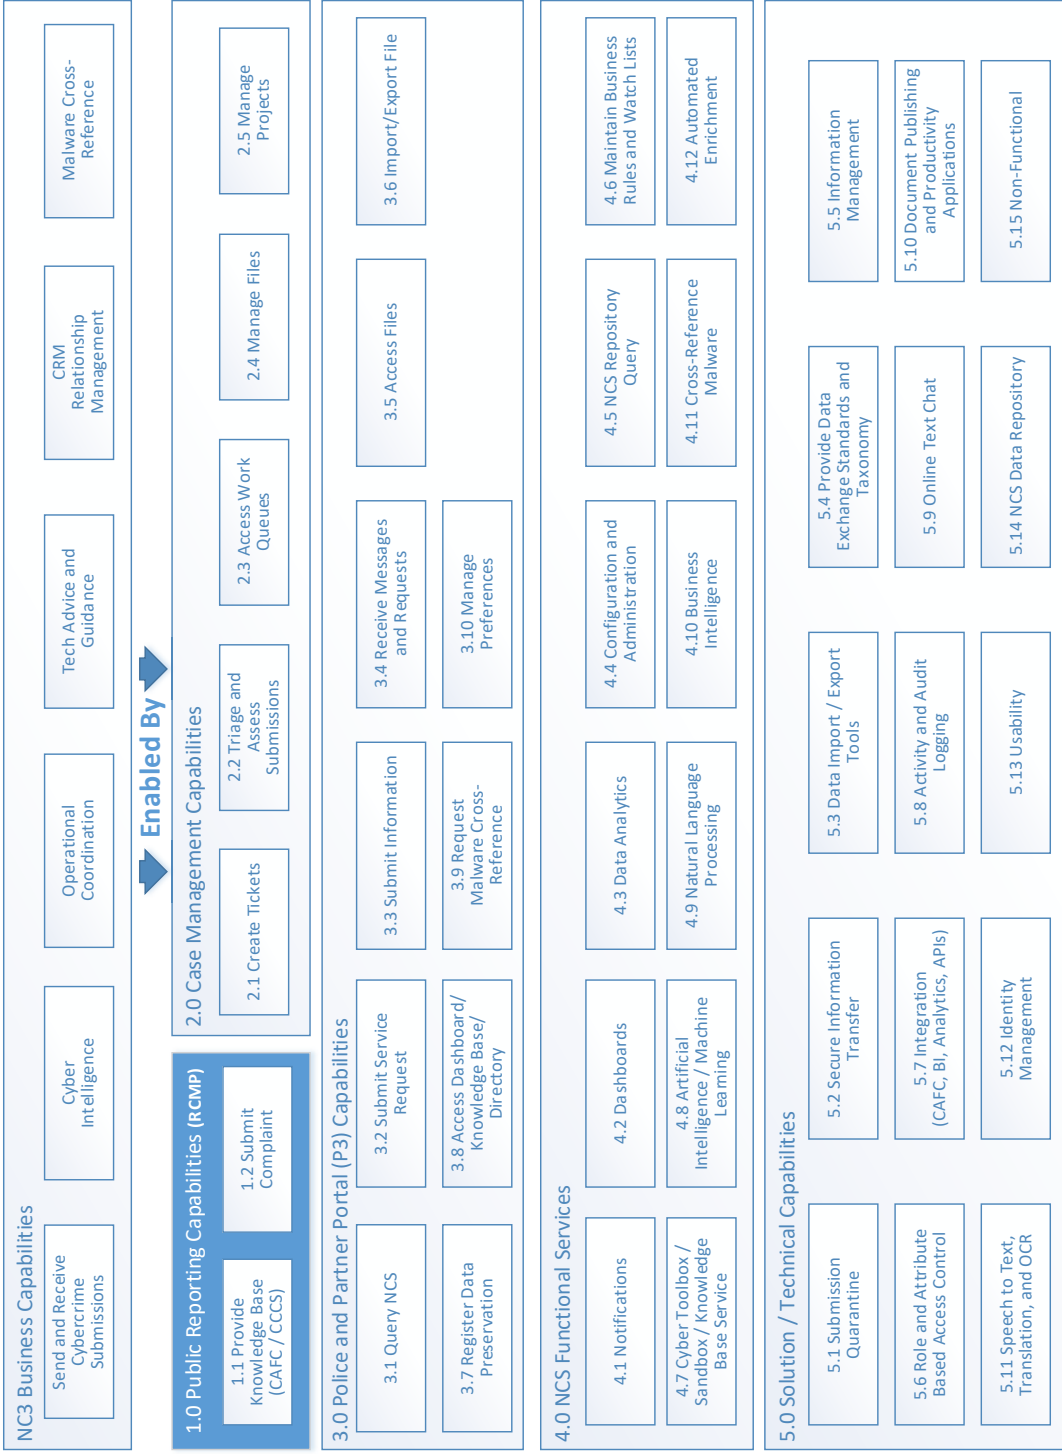 NC3 Business Capabilities
Send and Receive
Cybercrime
Submissions
Cyber
Intelligence
Operational
Coordination
Tech Advice and
Guidance
CRM
Relationship
Management
Malware Cross-
Reference
Enabled By
1.0 Public Reporting Capabilities (RCMP)
1.1 Provide
Knowledge Base
(CAFC / CCCS)
1.2 Submit
Complaint
2.0 Case Management Capabilities
2.1 Create Tickets
2.2 Triage and
Assess
Submissions
2.3 Access Work
Queues
2.4 Manage Files
2.5 Manage
Projects
3.0 Police and Partner Portal (P3) Capabilities
3.1 Query NCS
3.2 Submit Service
Request
3.3 Submit Information
3.4 Receive Messages
and Requests
3.5 Access Files
3.6 Import/Export File
3.7 Register Data
Preservation
3.8 Access Dashboard/
Knowledge Base/
Directory
3.9 Request
Malware Cross-
Reference
3.10 Manage
Preferences
4.0 NCS Functional Services
4.1 Notifications
4.2 Dashboards
4.3 Data Analytics
4.4 Configuration and
Administration
4.5 NCS Repository
Query
4.6 Maintain Business
Rules and Watch Lists
4.7 Cyber Toolbox /
Sandbox / Knowledge
Base Service
4.8 Artificial
Intelligence / Machine
Learning
4.9 Natural Language
Processing
4.10 Business
Intelligence
4.11 Cross-Reference
Malware
4.12 Automated
Enrichment
5.0 Solution / Technical Capabilities
5.1 Submission
Quarantine
5.2 Secure Information
Transfer
5.3 Data Import / Export
Tools
5.4 Provide Data
Exchange Standards and
Taxonomy
5.5 Information
Management
5.6 Role and Attribute
Based Access Control
5.7 Integration
(CAFC, BI, Analytics, APIs)
5.8 Activity and Audit
Logging
5.9 Online Text Chat
5.10 Document Publishing
and Productivity
Applications
5.11 Speech to Text,
Translation, and OCR
5.12 Identity
Management
5.13 Usability
5.14 NCS Data Repository
5.15 Non-Functional